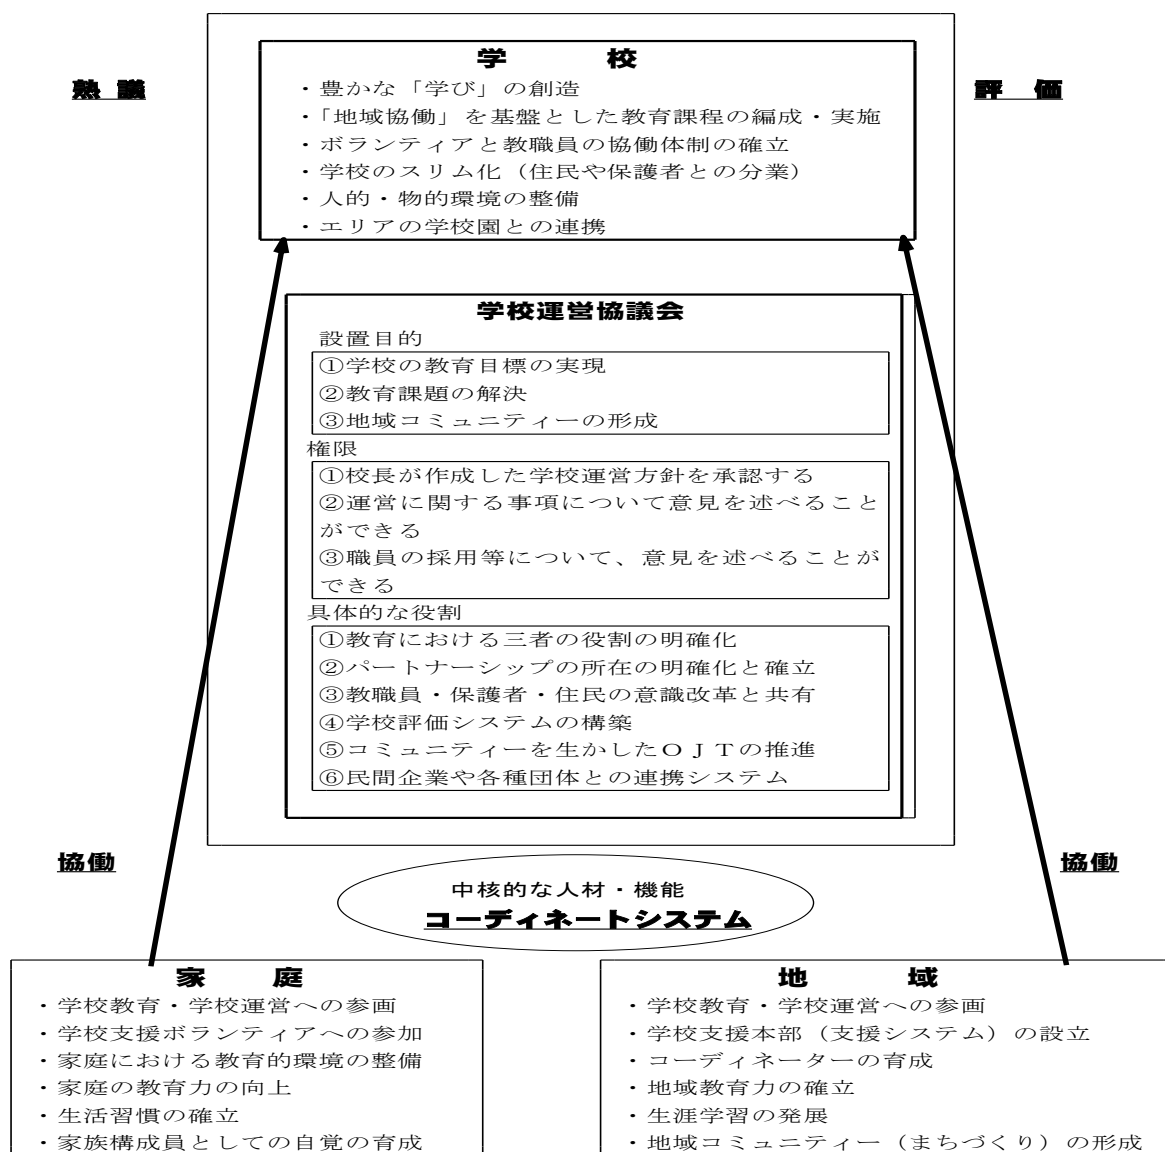 学　校
熟議
評価
・豊かな「学び」の創造
・「地域協働」を基盤とした教育課程の編成・実施
・ボランティアと教職員の協働体制の確立
・学校のスリム化（住民や保護者との分業）
・人的・物的環境の整備
・エリアの学校園との連携
学校運営協議会
設置目的
①学校の教育目標の実現
②教育課題の解決
③地域コミュニティーの形成
権限
①校長が作成した学校運営方針を承認する
②運営に関する事項について意見を述べること
ができる
③職員の採用等について、意見を述べることが
できる
具体的な役割
①教育における三者の役割の明確化
②パートナーシップの所在の明確化と確立
③教職員・保護者・住民の意識改革と共有
④学校評価システムの構築
⑤コミュニティーを生かしたＯＪＴの推進
⑥民間企業や各種団体との連携システム
協働
協働
中核的な人材・機能
コーディネートシステム
家　庭
・学校教育・学校運営への参画
・学校支援ボランティアへの参加
・家庭における教育的環境の整備
・家庭の教育力の向上
・生活習慣の確立
・家族構成員としての自覚の育成
地　域
・学校教育・学校運営への参画
・学校支援本部（支援システム）の設立
・コーディネーターの育成
・地域教育力の確立
・生涯学習の発展
・地域コミュニティー（まちづくり）の形成